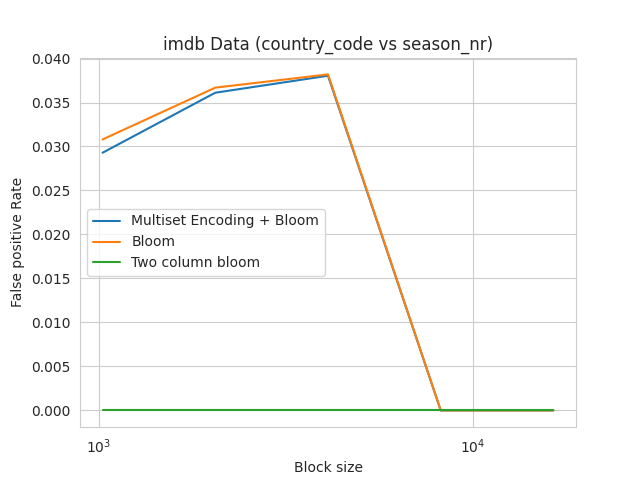 imdb Data (country_code vs season_nr)
0.040
0.035
0.030
0.025
0.020
0.015
0.010
0.005
0.000
False positive Rate
Multiset Encoding + Bloom
Bloom
Two column bloom
10³ 10⁴
Block size